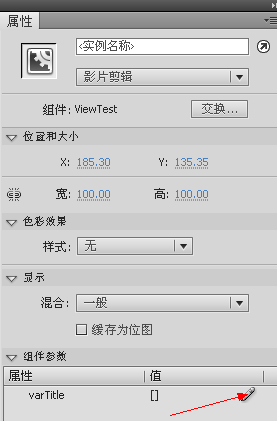 属性
<实例名称>
影片剪辑
组件: ViewTest 交换...
位置和大小
X: 185.30 Y: 135.35
宽: 100.00 高: 100.00
色彩效果
样式: 无
显示
混合: 一般
缓存为位图
组件参数
属性 值
varTitle []